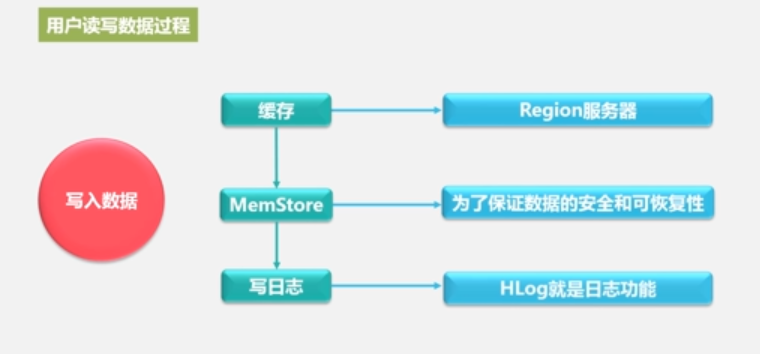 用户读写数据过程
缓存
Region服务器
写入数据
MemStore
为了保证数据的安全和可恢复性
写日志
HLog就是日志功能